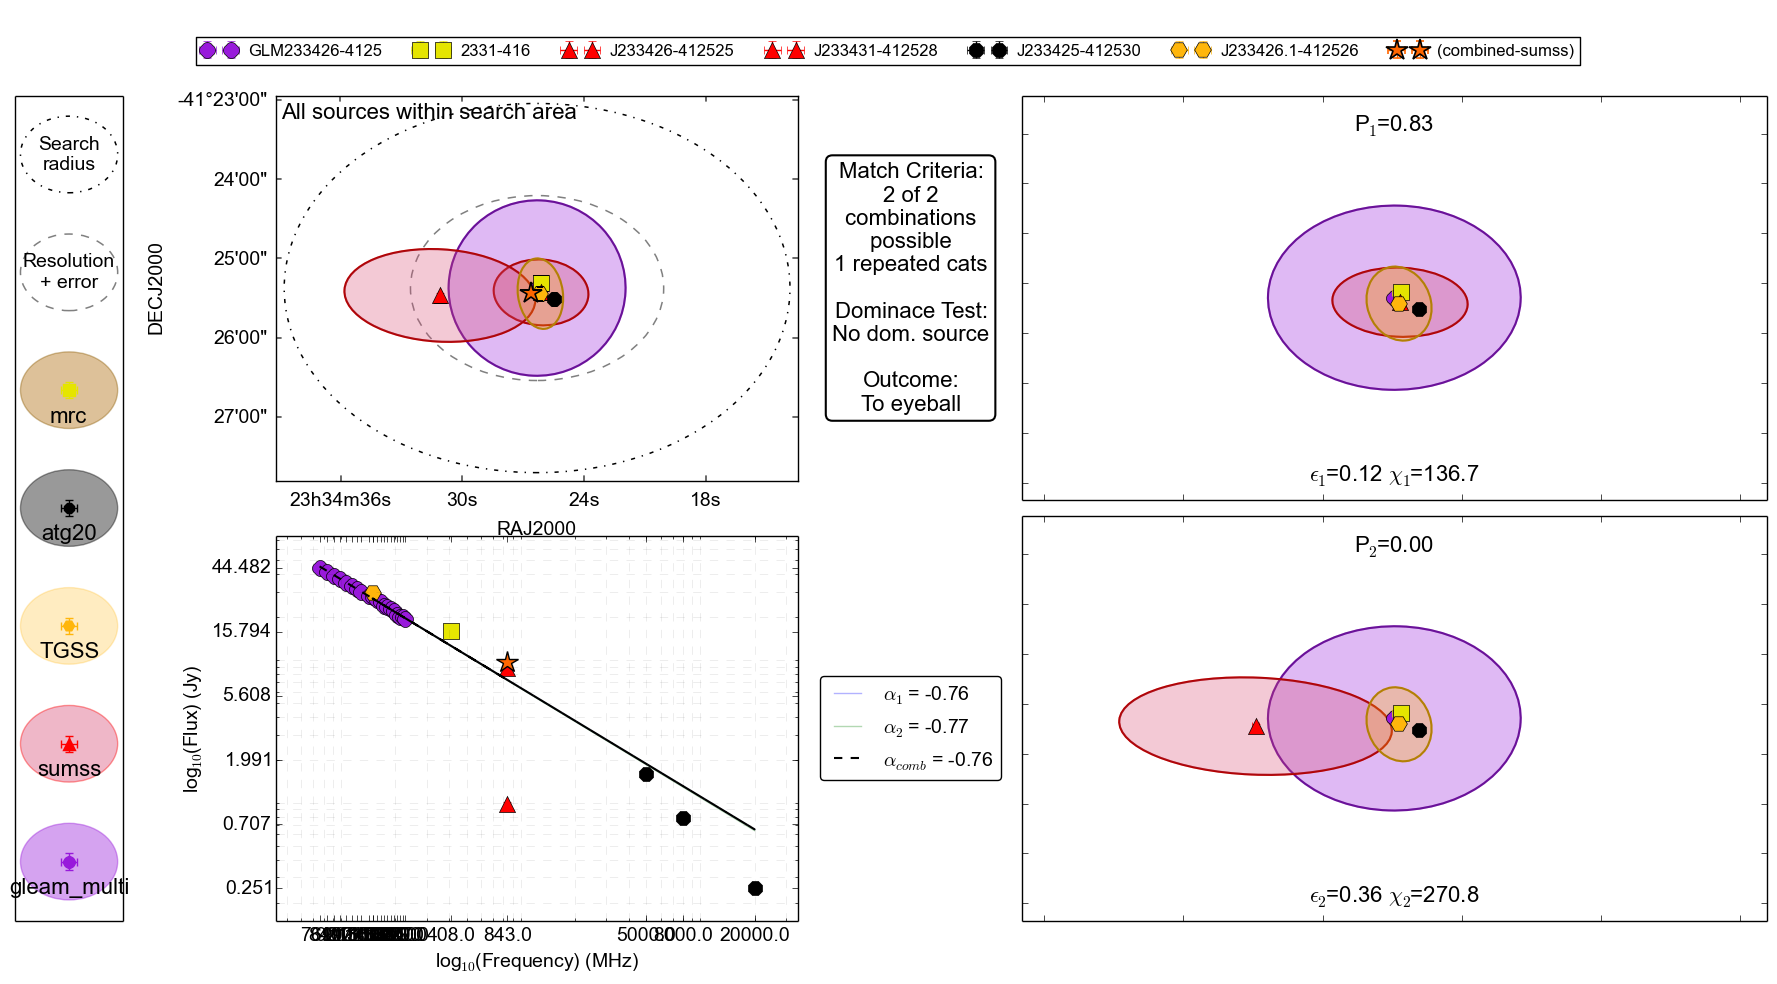 GLM233426-4125 2331-416 J233426-412525 J233431-412528 J233425-412530 J233426.1-412526 (combined-sumss)
Search
radius
Resolution
+ error
mrc
atg20
TGSS
sumss
gleam_multi
All sources within search area
DECJ2000
-41°23'00"
24'00"
25'00"
26'00"
27'00"
23h34m36s 30s 24s 18s
RAJ2000
Match Criteria:
2 of 2
combinations
possible
1 repeated cats
Dominace Test:
No dom. source
Outcome:
To eyeball
P1=0.83
ϵ1=0.12 χ1=136.7
P2=0.00
ϵ2=0.36 χ2=270.8
log10(Flux) (Jy)
44.482
15.794
5.608
1.991
0.707
0.251
408.0 843.0 5000.0 8000.0 20000.0
log10(Frequency) (MHz)
α1 = -0.76
α2 = -0.77
αcomb = -0.76